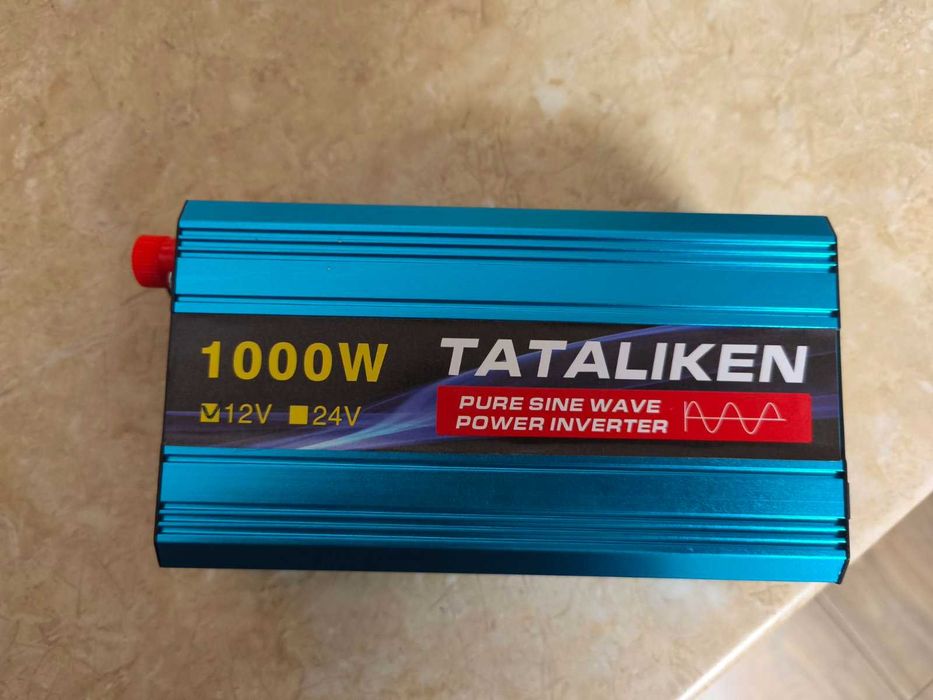 1000W
☑12V ■24V
TATALIKEN
PURE SINE WAVE
POWER INVERTER